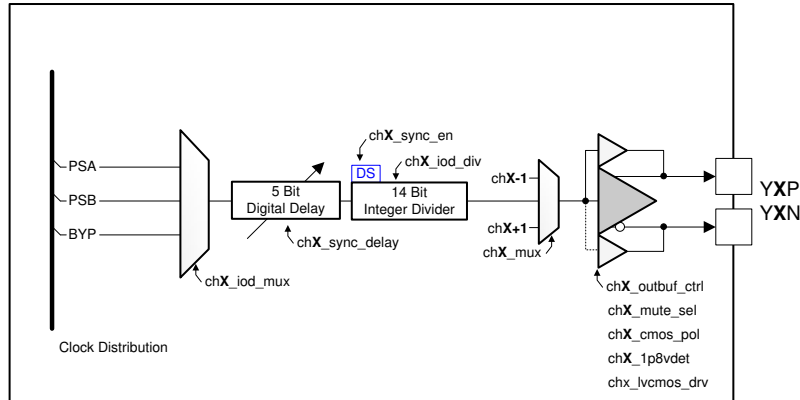 chX_sync_en
DS
chX_iod_div
PSA
PSB
BYP
5 Bit
Digital Delay
14 Bit
Integer Divider
chX-1
chX+1
chX_mux
chX_sync_delay
chX_iod_mux
YXP
YXN
chX_outbuf_ctrl
chX_mute_sel
chX_cmos_pol
chX_1p8vdet
chx_lvcmos_drv
Clock Distribution